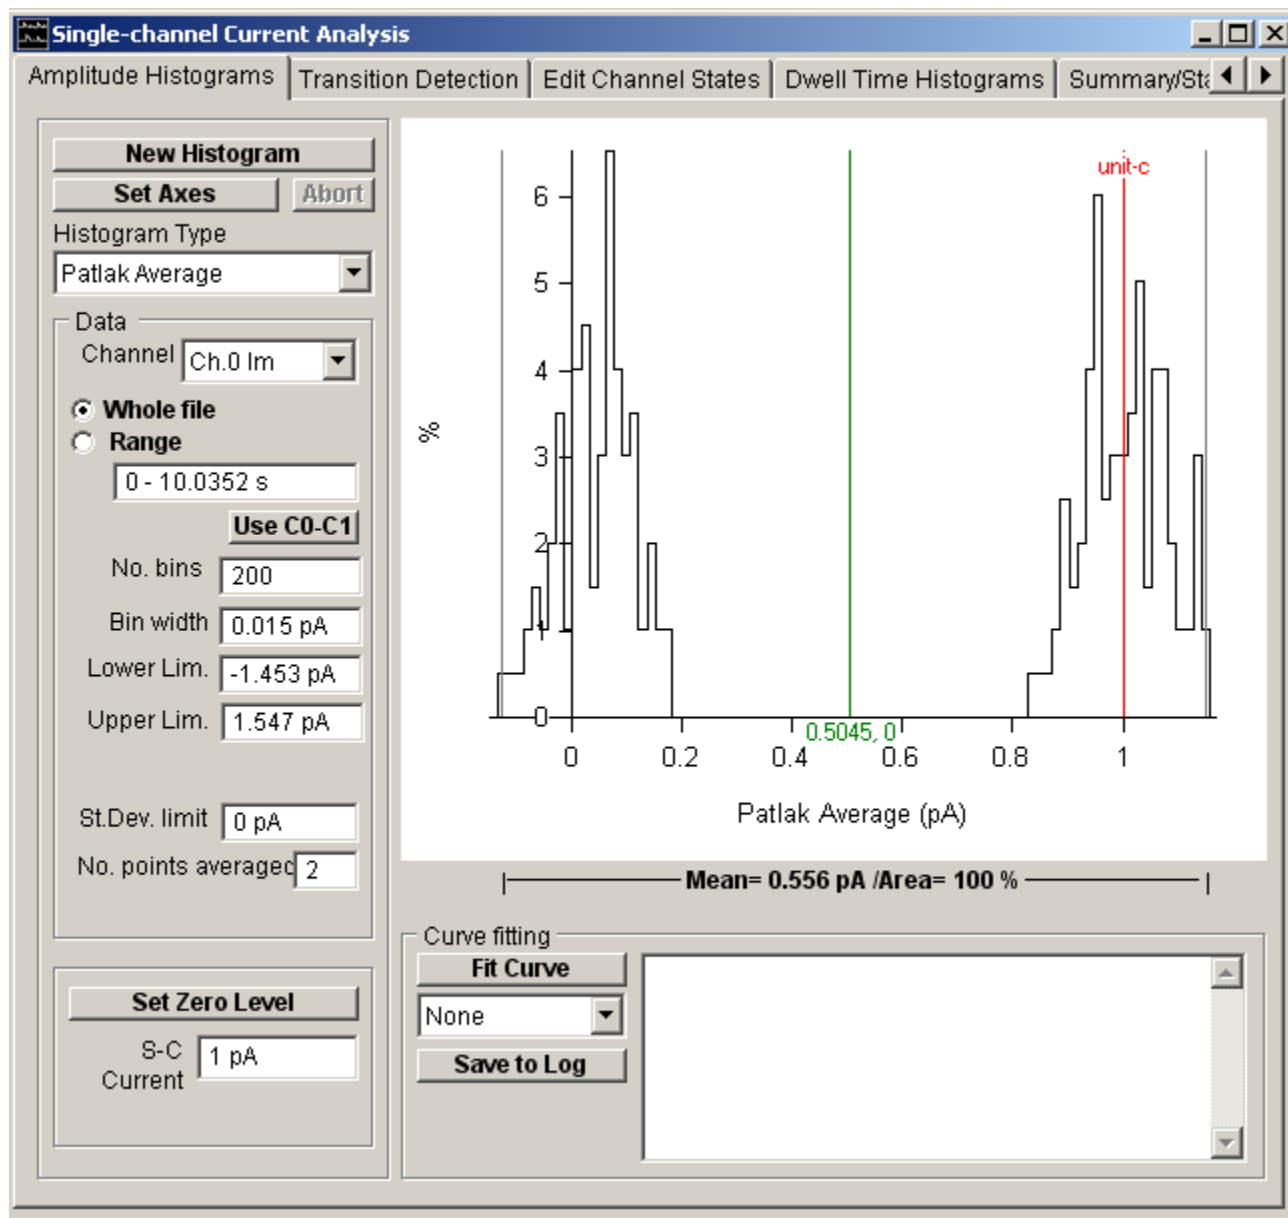 Single-channel Current Analysis
Amplitude Histograms Transition Detection Edit Channel States Dwell Time Histograms Summary/Sta
New Histogram
Set Axes Abort
Histogram Type
Patlak Average
Data
Channel Ch.0 Im
Whole file
Range
0 - 10.0352 s
Use C0-C1
No. bins 200
Bin width 0.015 pA
Lower Lim. -1.453 pA
Upper Lim. 1.547 pA
St.Dev. limit 0 pA
No. points averaged 2
Set Zero Level
S-C
Current 1 pA
unit-c
6
5
4
3
2
1
0
%
0.5045, 0
0 0.2 0.4 0.6 0.8 1
Patlak Average (pA)
Mean= 0.556 pA /Area= 100 %
Curve fitting
Fit Curve
None
Save to Log